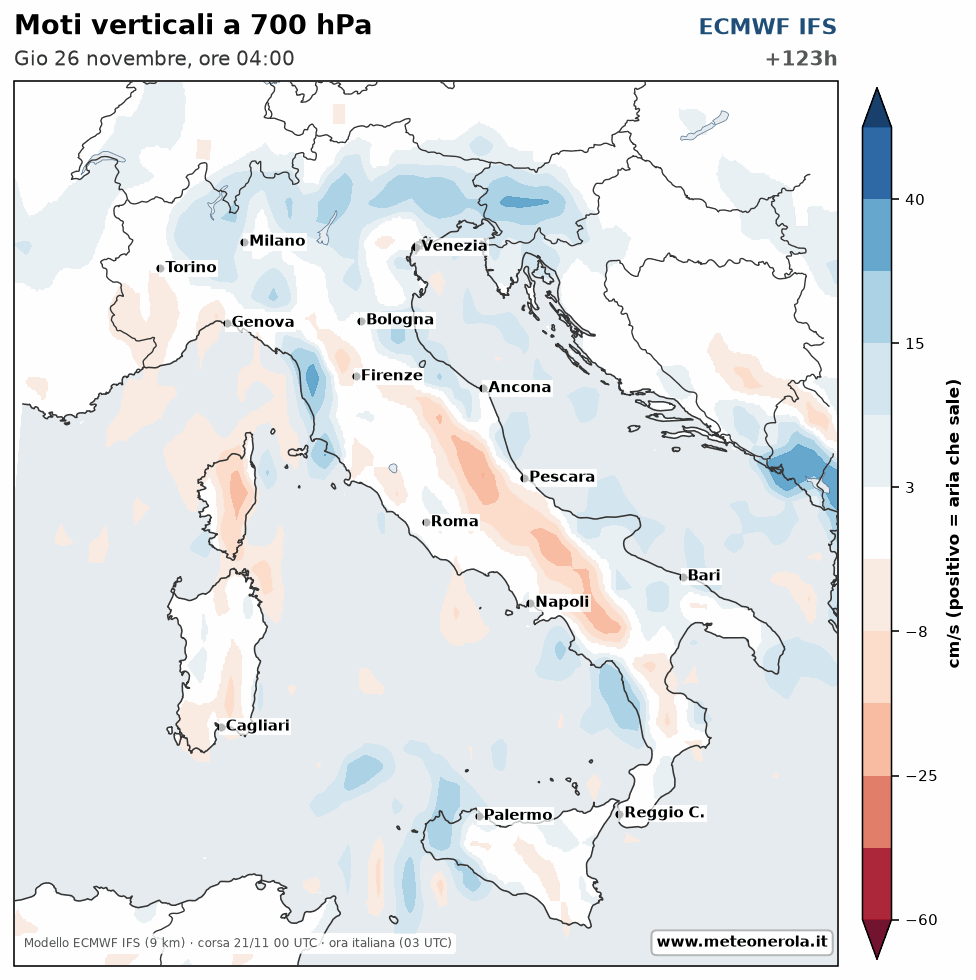 Moti verticali a 700 hPa
ECMWF IFS
Gio 26 novembre, ore 04:00
+123h
Milano
Venezia
Torino
Genova
Bologna
Firenze
Ancona
Pescara
Roma
Bari
Napoli
Cagliari
Palermo
Reggio C.
40
15
3
−8
−25
−60
cm/s (positivo = aria che sale)
Modello ECMWF IFS (9 km) · corsa 21/11 00 UTC · ora italiana (03 UTC)
www.meteonerola.it